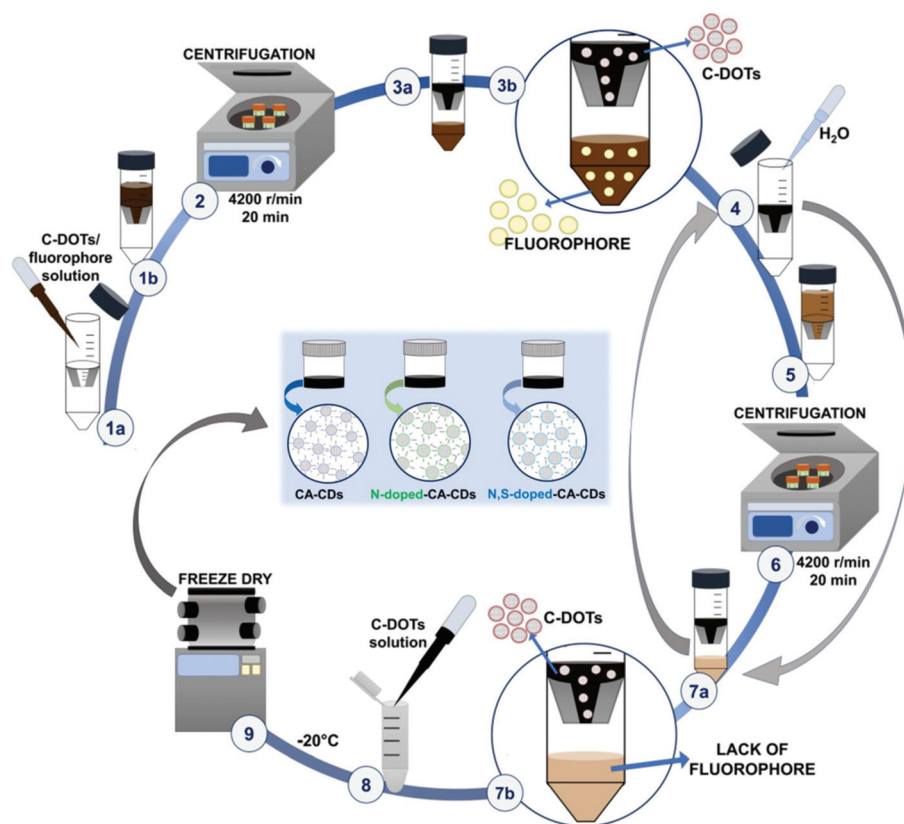 CENTRIFUGATION
4200 r/min
20 min
C-DOTs/
fluorophore
solution
1a
1b
2
3a
3b
C-DOTs
FLUOROPHORE
H₂O
4
5
CENTRIFUGATION
4200 r/min
20 min
6
7a
C-DOTs
LACK OF
FLUOROPHORE
7b
C-DOTs
solution
8
-20°C
9
FREEZE DRY
CA-CDs
N-doped-CA-CDs
N,S-doped-CA-CDs